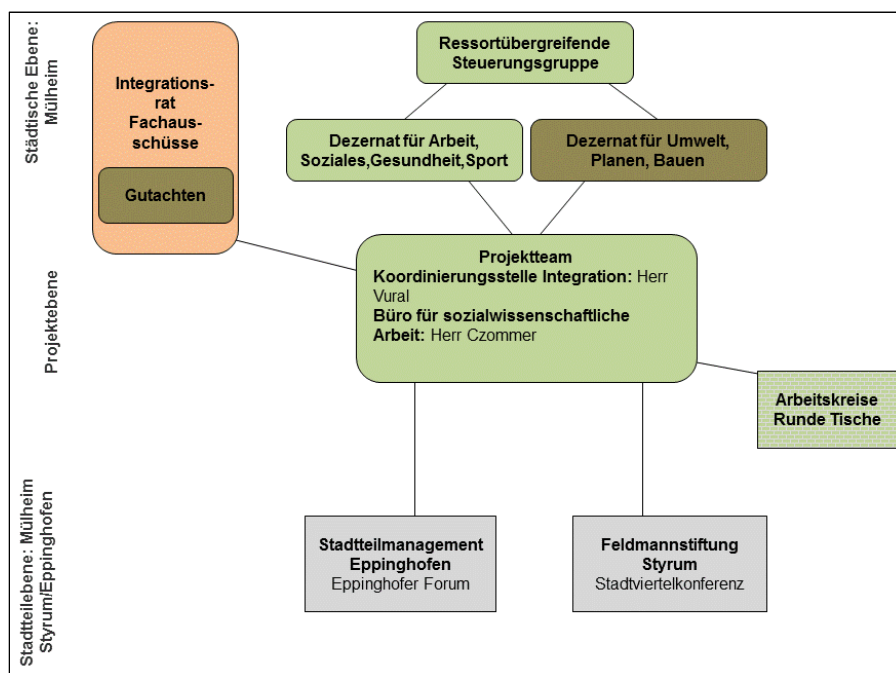 Städtische Ebene:
Mülheim
Integrations-
rat
Fachaus-
schüsse
Gutachten
Ressortübergreifende
Steuerungsgruppe
Dezernat für Arbeit,
Soziales,Gesundheit,Sport
Dezernat für Umwelt,
Planen, Bauen
Projektebene
Projektteam
Koordinierungsstelle Integration: Herr
Vural
Büro für sozialwissenschaftliche
Arbeit: Herr Czommer
Arbeitskreise
Runde Tische
Stadtteilebene: Mülheim
Styrum/Eppinghofen
Stadtteilmanagement
Eppinghofen
Eppinghofer Forum
Feldmannstiftung
Styrum
Stadtviertelkonferenz